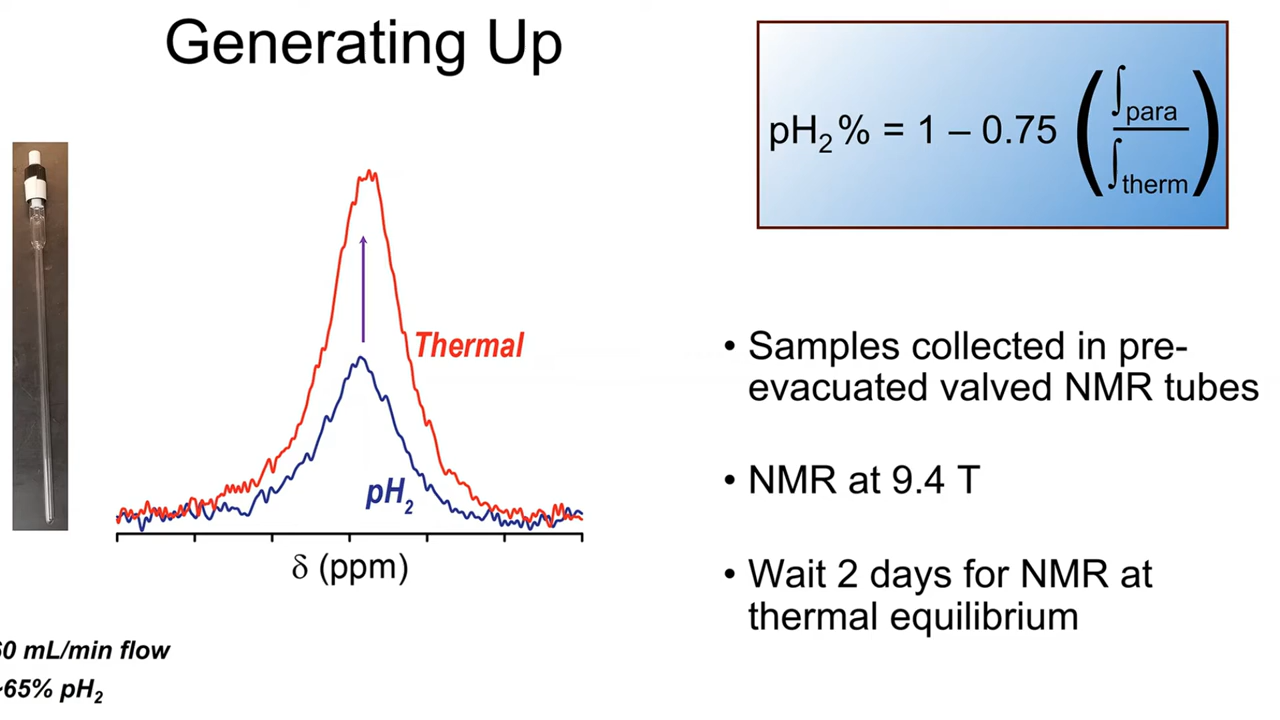 Generating Up
pH₂% = 1 – 0.75 (∫para / ∫therm)
Thermal
pH₂
δ (ppm)
60 mL/min flow
~65% pH₂
• Samples collected in pre-
evacuated valved NMR tubes
• NMR at 9.4 T
• Wait 2 days for NMR at
thermal equilibrium